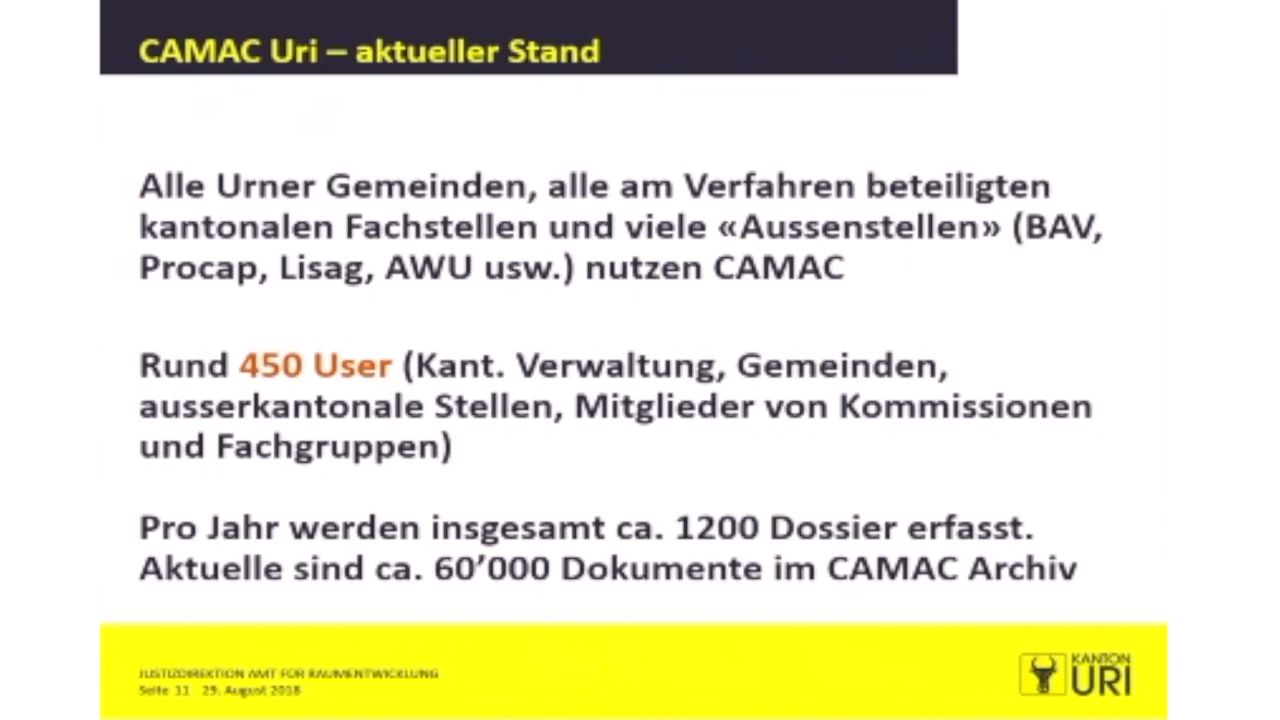 CAMAC Uri – aktueller Stand
Alle Urner Gemeinden, alle am Verfahren beteiligten
kantonalen Fachstellen und viele «Aussenstellen» (BAV,
Procap, Lisag, AWU usw.) nutzen CAMAC
Rund 450 User (Kant. Verwaltung, Gemeinden,
ausserkantonale Stellen, Mitglieder von Kommissionen
und Fachgruppen)
Pro Jahr werden insgesamt ca. 1200 Dossier erfasst.
Aktuelle sind ca. 60’000 Dokumente im CAMAC Archiv
JUSTIZDIREKTION AMT FÜR RAUMENTWICKLUNG
Seite 11 29. August 2018
KANTON
URI